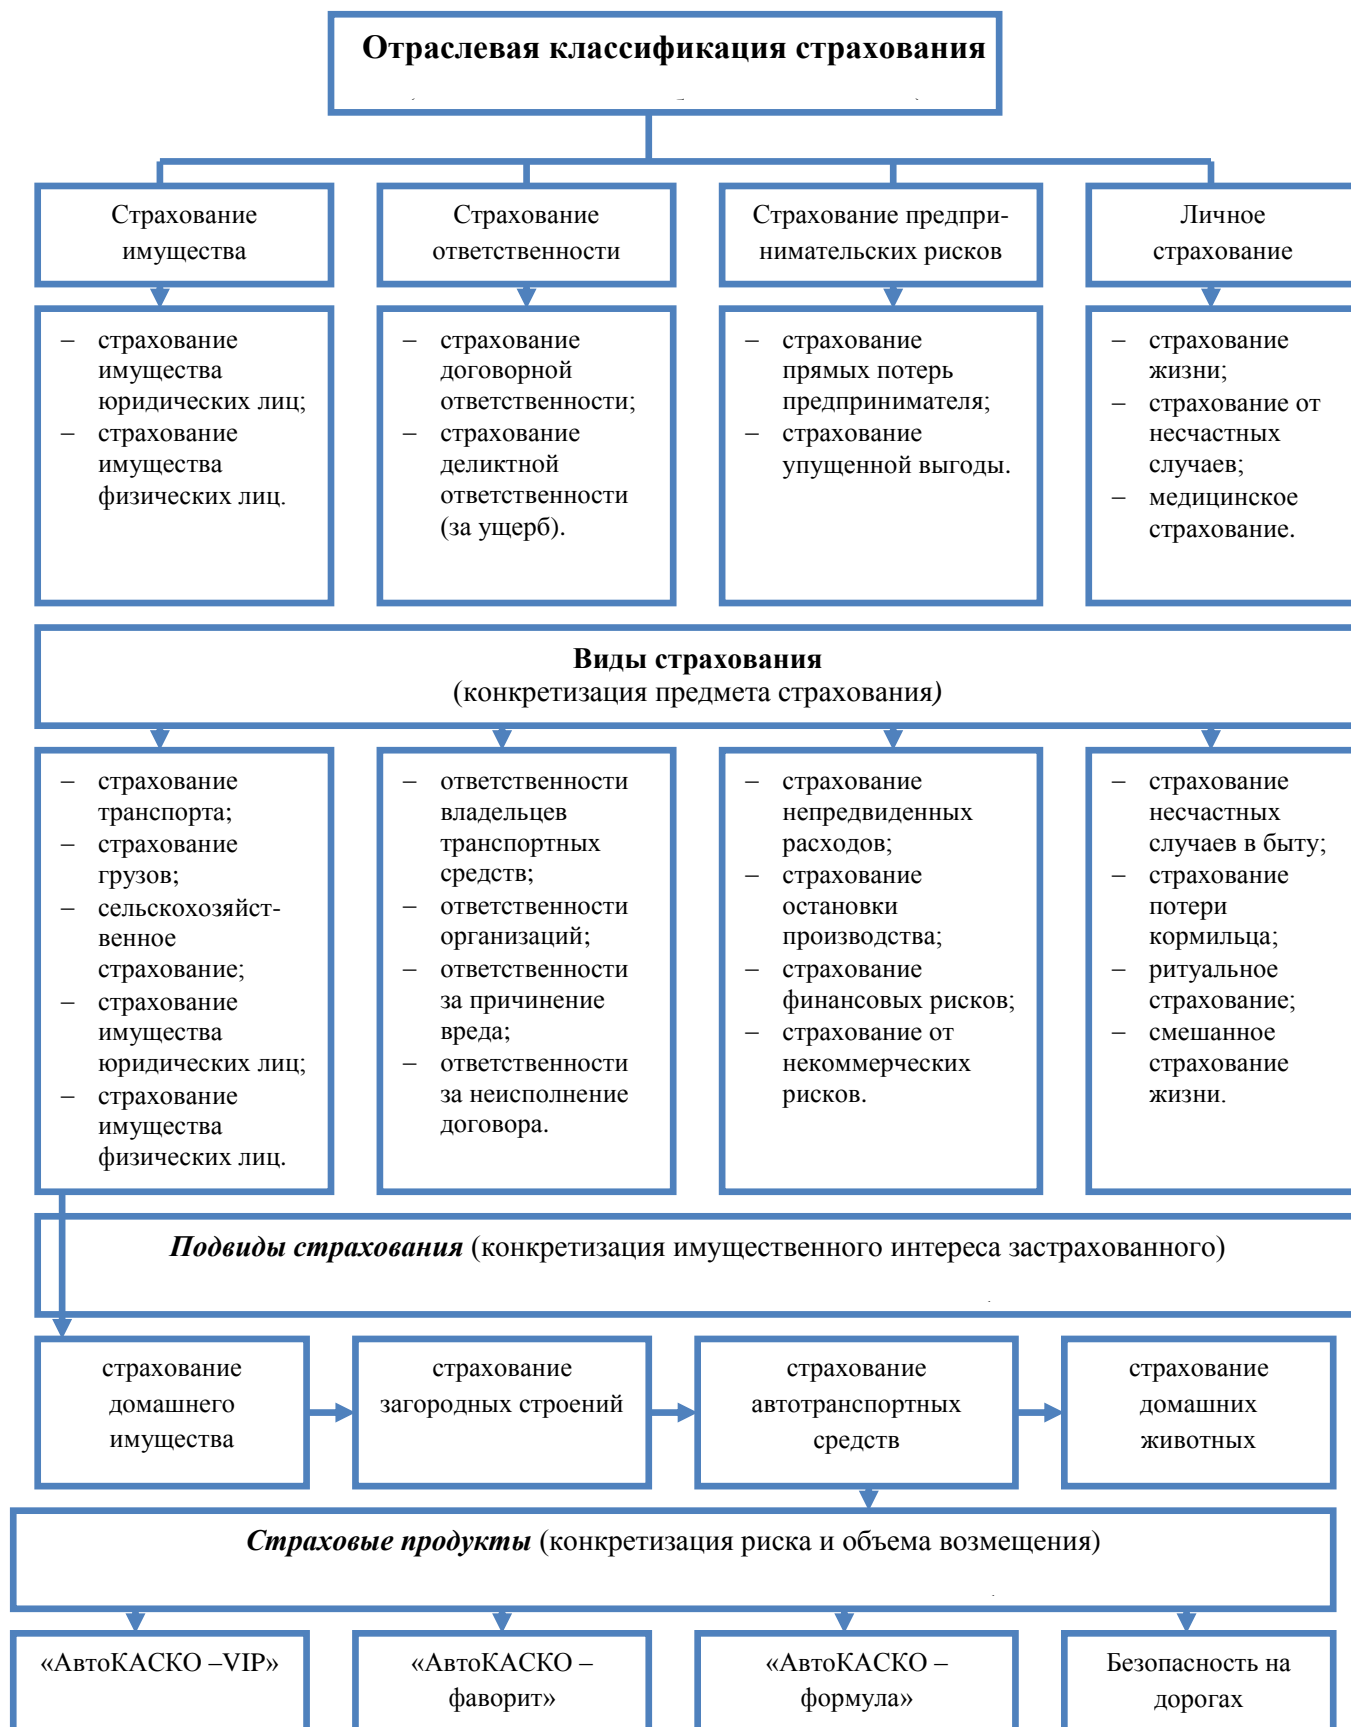 Отраслевая классификация страхования
Страхование
имущества
Страхование
ответственности
Страхование предпри-
нимательских рисков
Личное
страхование
– страхование
имущества
юридических лиц;
– страхование
имущества
физических лиц.
– страхование
договорной
ответственности;
– страхование
деликтной
ответственности
(за ущерб).
– страхование
прямых потерь
предпринимателя;
– страхование
упущенной выгоды.
– страхование
жизни;
– страхование от
несчастных
случаев;
– медицинское
страхование.
Виды страхования
(конкретизация предмета страхования)
– страхование
транспорта;
– страхование
грузов;
– сельскохозяйст-
венное
страхование;
– страхование
имущества
юридических лиц;
– страхование
имущества
физических лиц.
– ответственности
владельцев
транспортных
средств;
– ответственности
организаций;
– ответственности
за причинение
вреда;
– ответственности
за неисполнение
договора.
– страхование
непредвиденных
расходов;
– страхование
остановки
производства;
– страхование
финансовых рисков;
– страхование от
некоммерческих
рисков.
– страхование
несчастных
случаев в быту;
– страхование
потери
кормильца;
– ритуальное
страхование;
– смешанное
страхование
жизни.
Подвиды страхования (конкретизация имущественного интереса застрахованного)
страхование
домашнего
имущества
страхование
загородных строений
страхование
автотранспортных
средств
страхование
домашних
животных
Страховые продукты (конкретизация риска и объема возмещения)
«АвтоКАСКО –VIP»
«АвтоКАСКО –
фаворит»
«АвтоКАСКО –
формула»
Безопасность на
дорогах